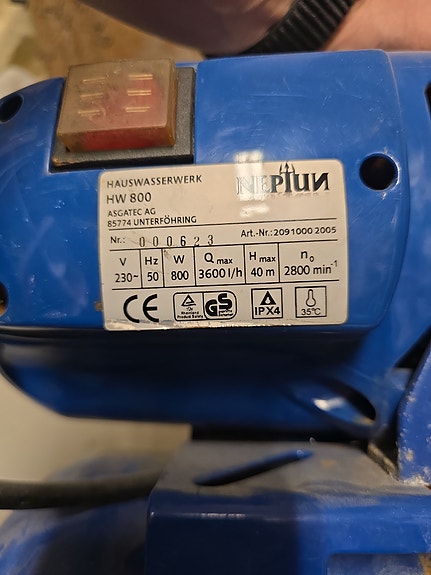 HAUSWASSERWERK
HW 800
ASGATEC AG
85774 UNTERFÖHRING
NEPTUN
Nr.: 000623 Art.-Nr.: 2091000 2005
V Hz W Q max H max n o
230~ 50 800 3600 l/h 40 m 2800 min⁻¹
CE GS IPX4 35°C